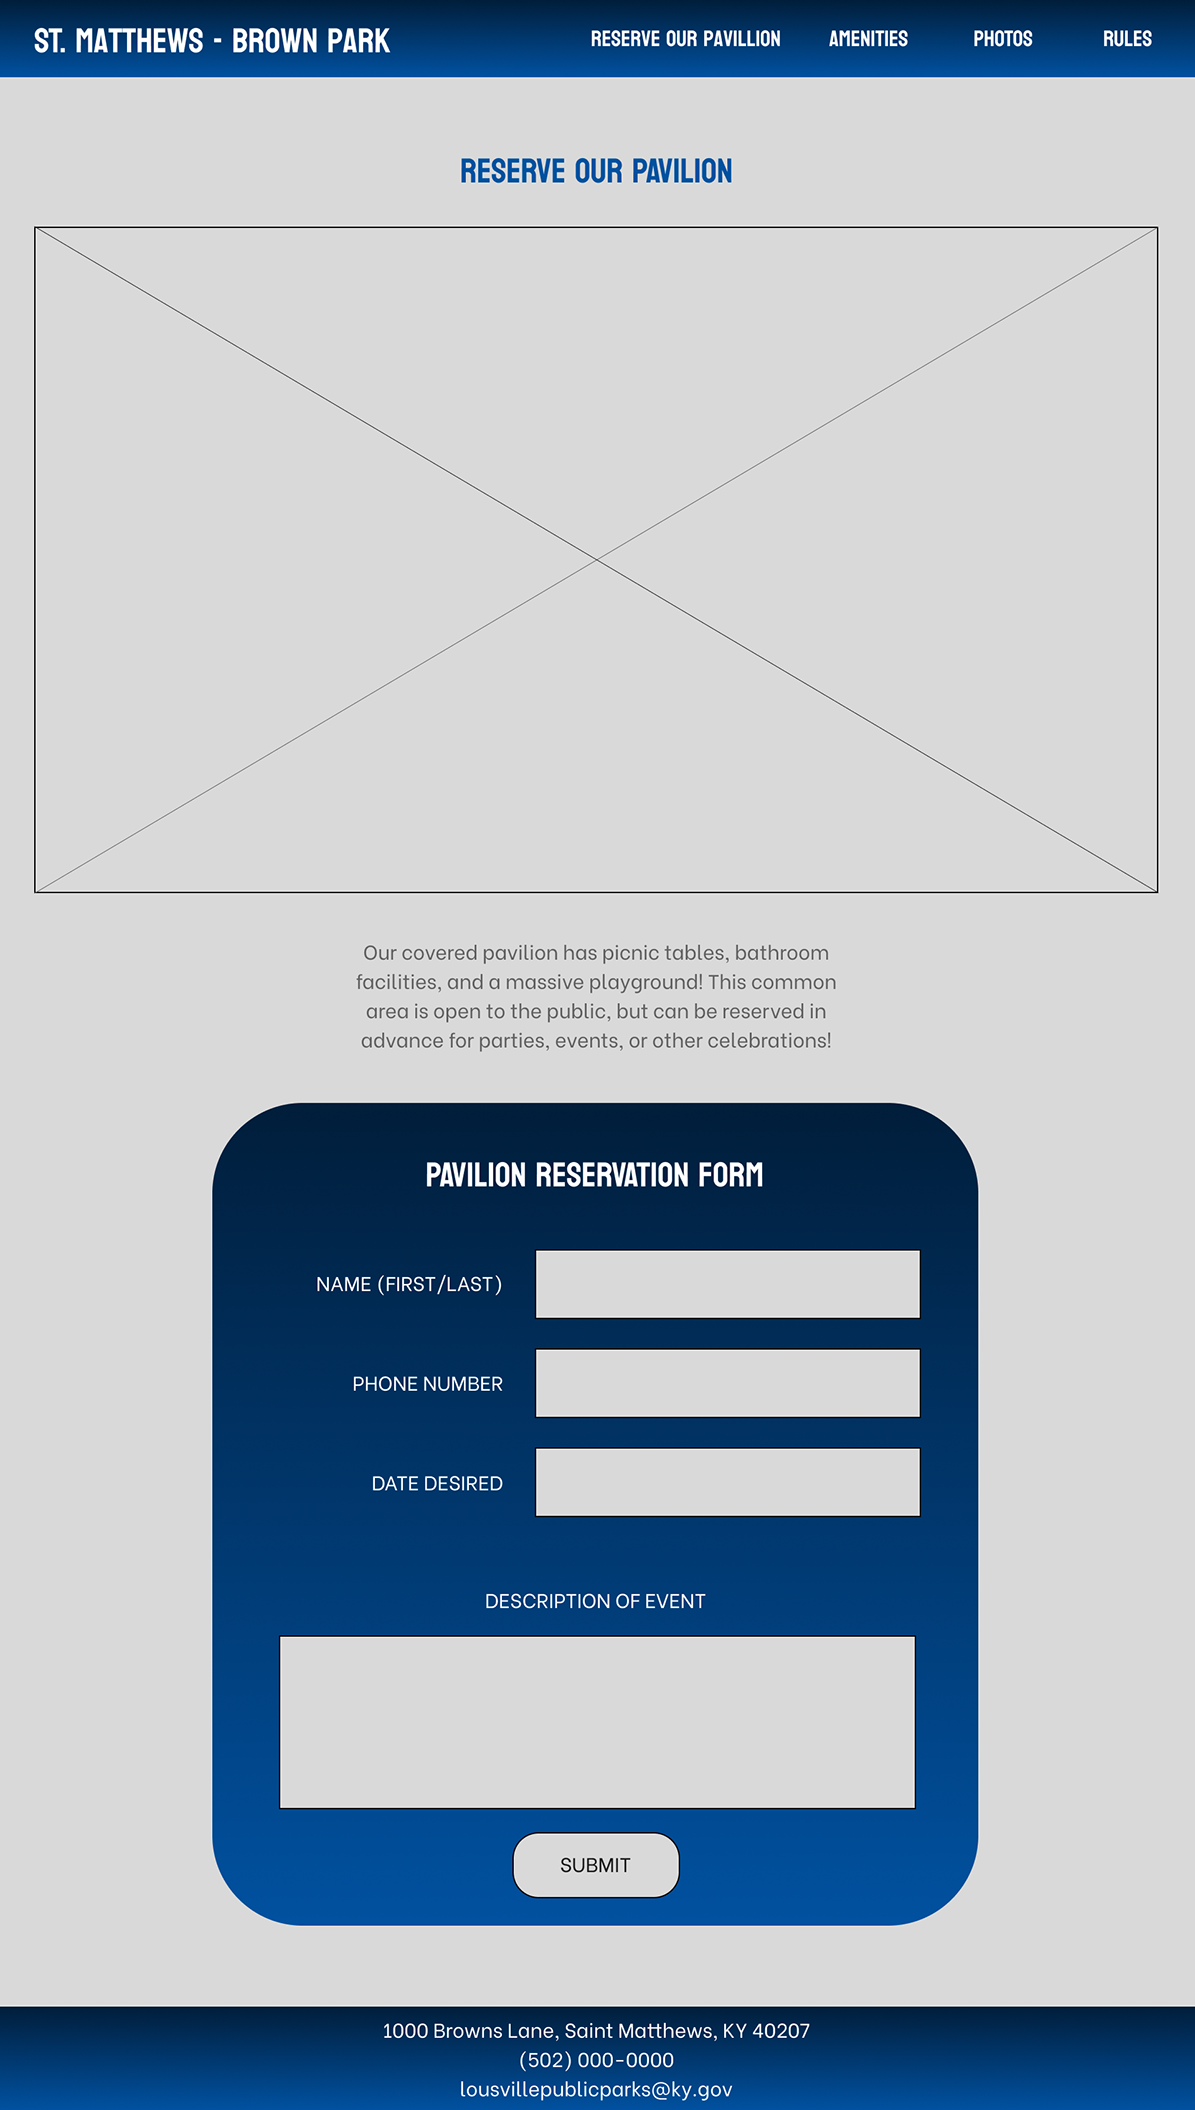 ST. MATTHEWS - BROWN PARK
RESERVE OUR PAVILLION
AMENITIES
PHOTOS
RULES
RESERVE OUR PAVILION
Our covered pavilion has picnic tables, bathroom
facilities, and a massive playground! This common
area is open to the public, but can be reserved in
advance for parties, events, or other celebrations!
PAVILION RESERVATION FORM
NAME (FIRST/LAST)
PHONE NUMBER
DATE DESIRED
DESCRIPTION OF EVENT
SUBMIT
1000 Browns Lane, Saint Matthews, KY 40207
(502) 000-0000
lousvillepublicparks@ky.gov